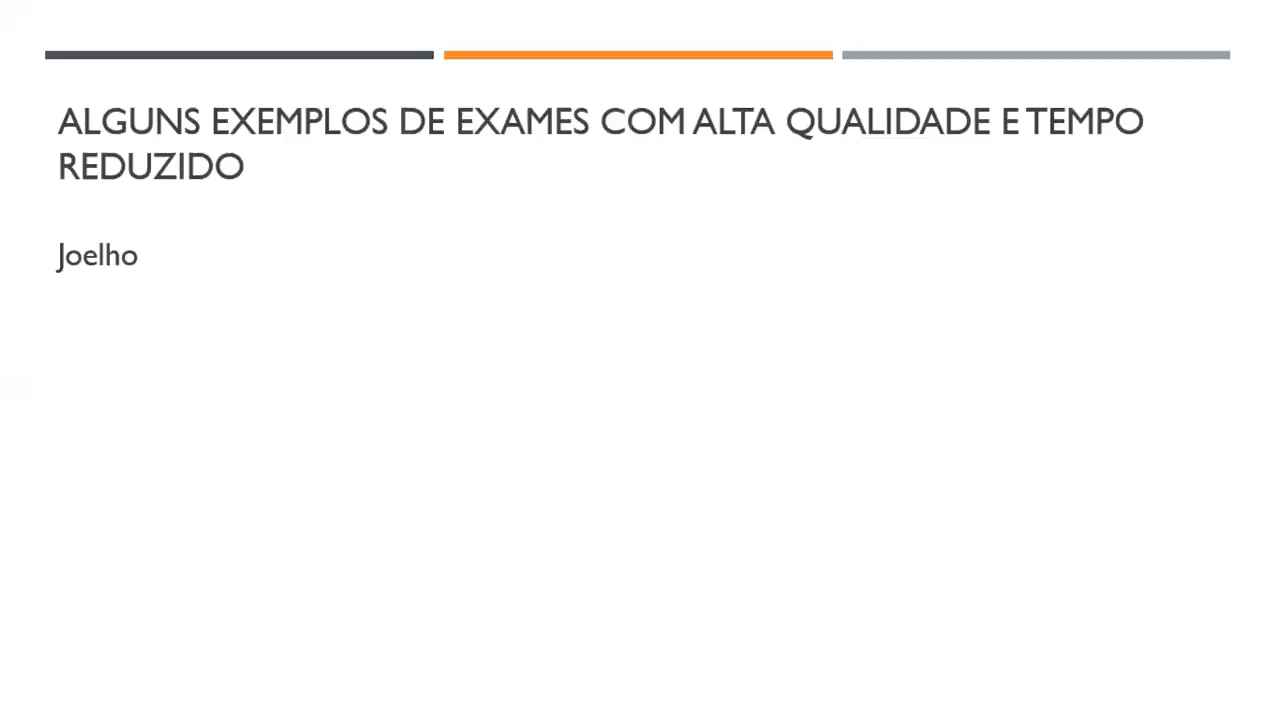 ALGUNS EXEMPLOS DE EXAMES COM ALTA QUALIDADE E TEMPO
REDUZIDO
Joelho